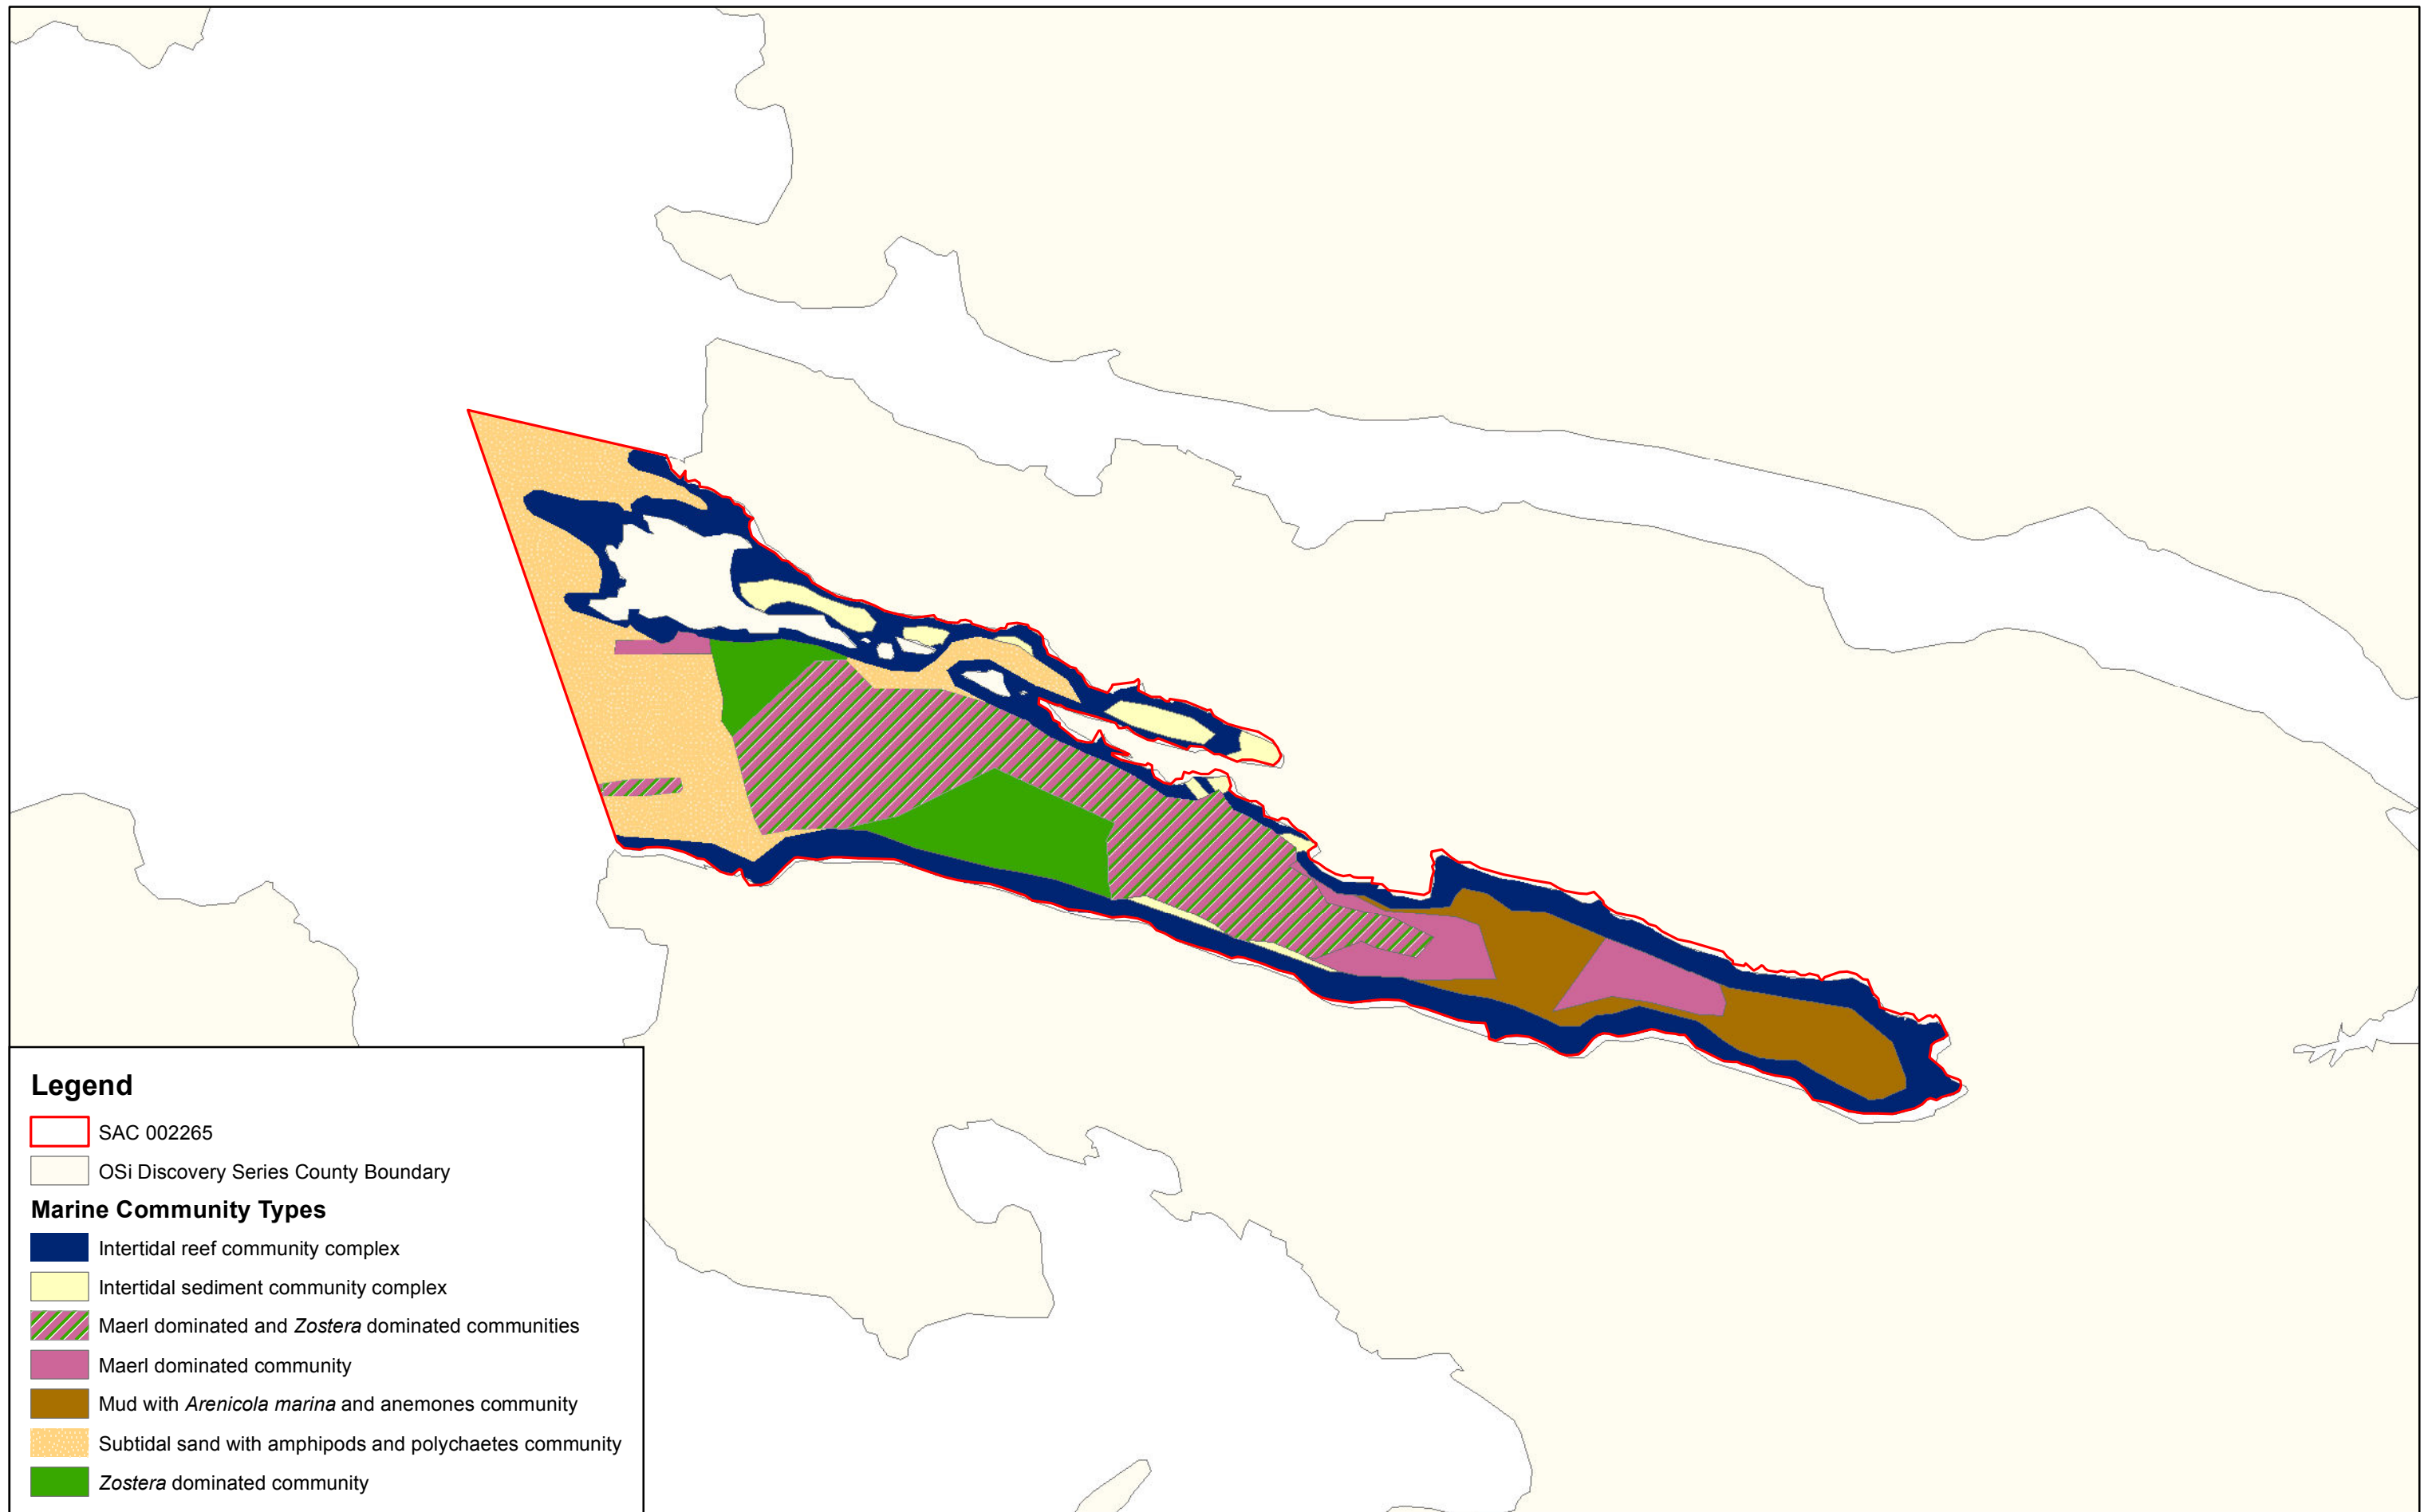 Legend
SAC 002265
OSi Discovery Series County Boundary
Marine Community Types
Intertidal reef community complex
Intertidal sediment community complex
Maerl dominated and Zostera dominated communities
Maerl dominated community
Mud with Arenicola marina and anemones community
Subtidal sand with amphipods and polychaetes community
Zostera dominated community